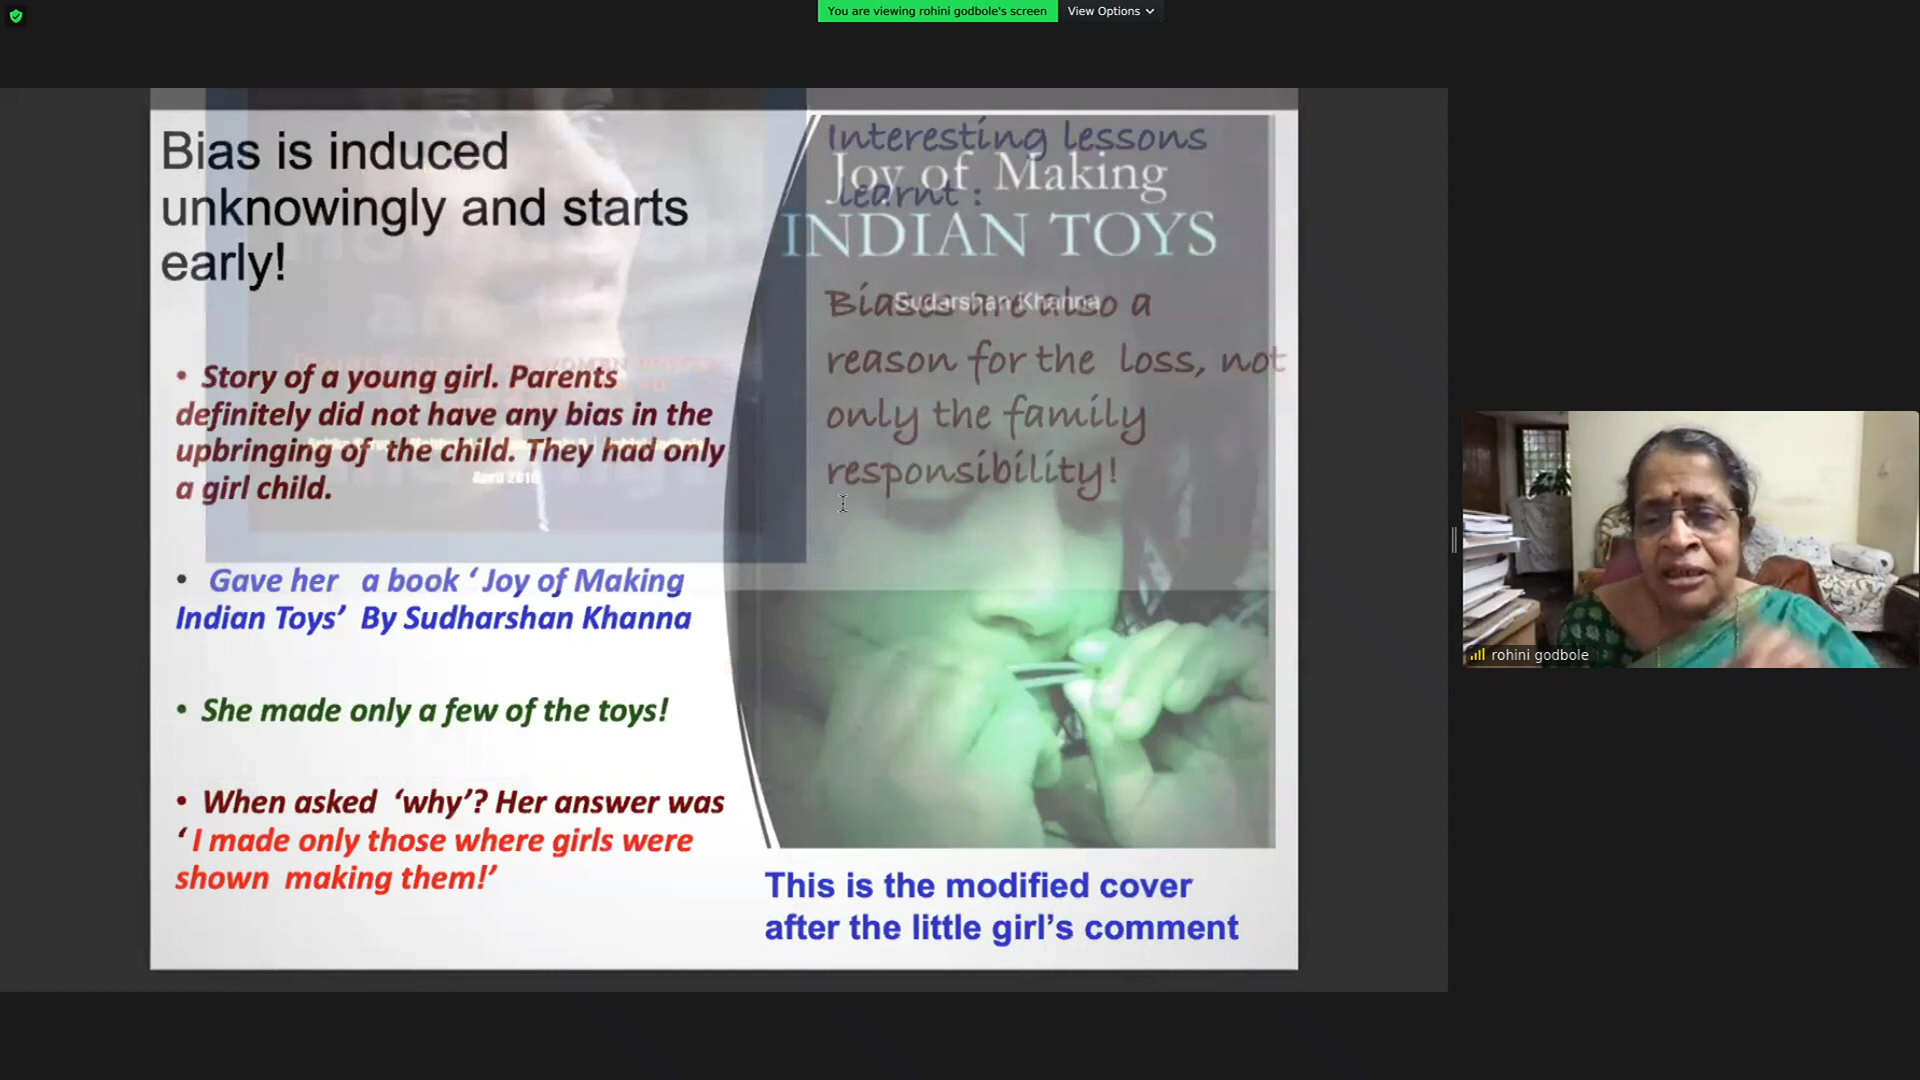 You are viewing rohini godbole's screen
View Options
Bias is induced
unknowingly and starts
early!
• Story of a young girl. Parents
definitely did not have any bias in the
upbringing of the child. They had only
a girl child.
April 2016
• Gave her a book ‘ Joy of Making
Indian Toys’ By Sudharshan Khanna
• She made only a few of the toys!
• When asked ‘why’? Her answer was
‘ I made only those where girls were
shown making them!’
Interesting lessons
learnt :
Joy of Making
INDIAN TOYS
Sudarshan Khanna
Biases are also a
reason for the loss, not
only the family
responsibility!
This is the modified cover
after the little girl’s comment
rohini godbole